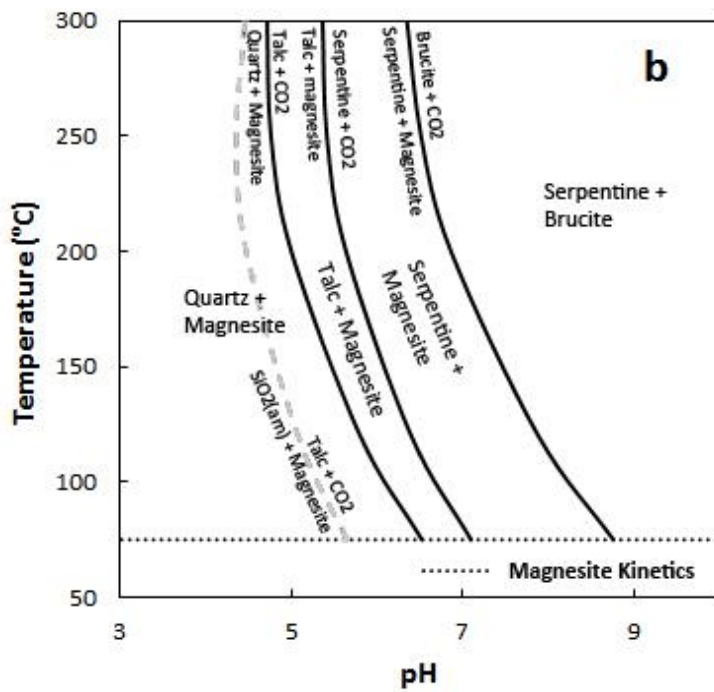 b
300
250
200
150
100
50
Temperature (°C)
3
5
7
9
pH
Quartz + Magnesite
Talc + CO2
Talc + magnesite
Serpentine + CO2
Serpentine + Magnesite
Brucite + CO2
Serpentine +
Brucite
Quartz +
Magnesite
Talc + Magnesite
Serpentine +
Magnesite
SiO2(am) + Magnesite
Talc + CO2
Magnesite Kinetics